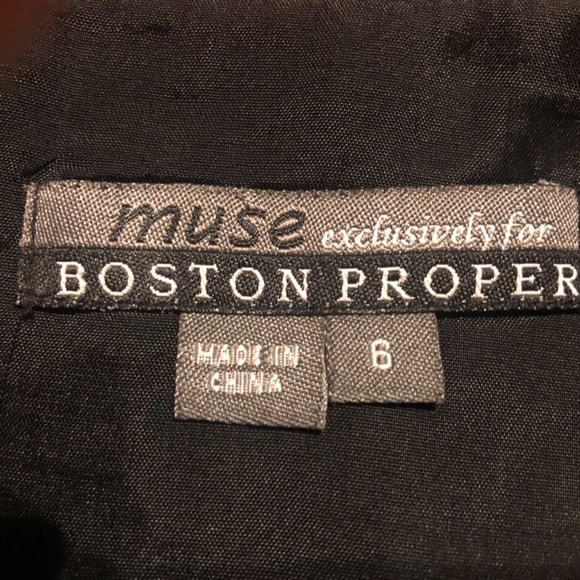 muse exclusively for
BOSTON PROPER
MADE IN
CHINA
6